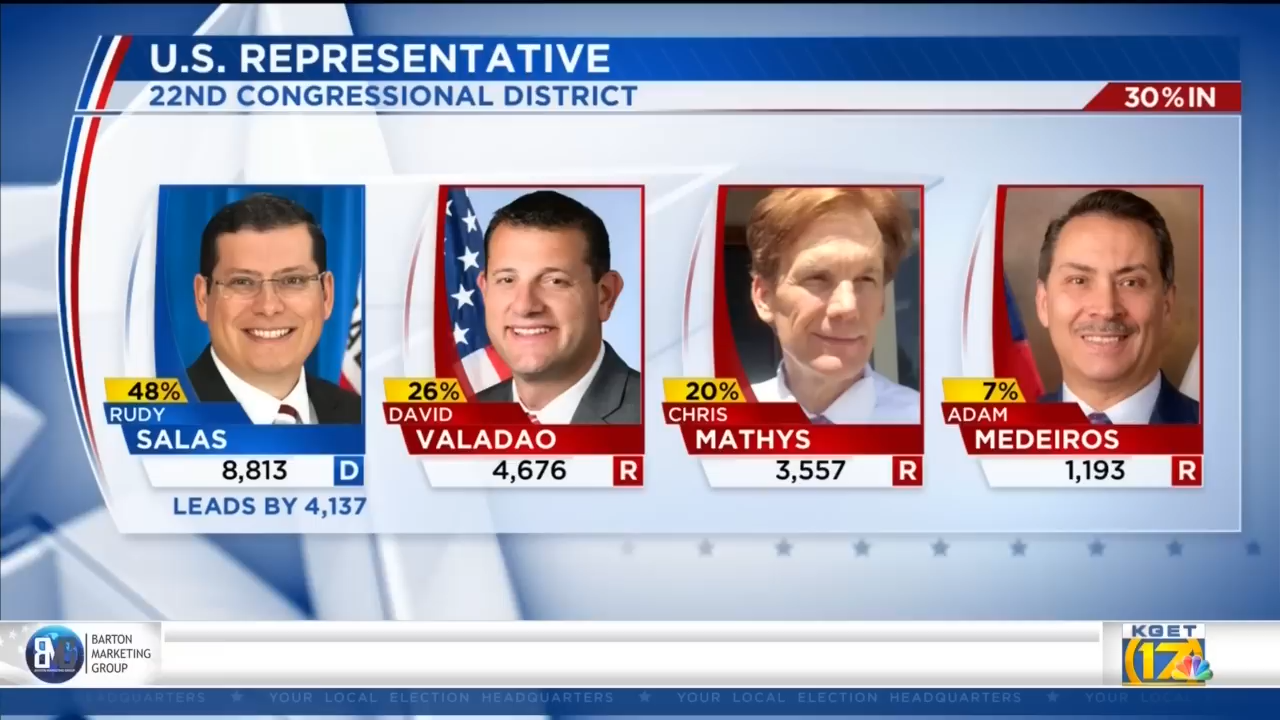 U.S. REPRESENTATIVE
22ND CONGRESSIONAL DISTRICT
30% IN
48%
RUDY
SALAS
8,813 D
LEADS BY 4,137
26%
DAVID
VALADAO
4,676 R
20%
CHRIS
MATHYS
3,557 R
7%
ADAM
MEDEIROS
1,193 R
BARTON
MARKETING
GROUP
KGET
17
HEADQUARTERS ★ YOUR LOCAL ELECTION HEADQUARTERS ★ YOUR LOCAL ELECTION HEADQUARTERS ★ YOUR LOCAL